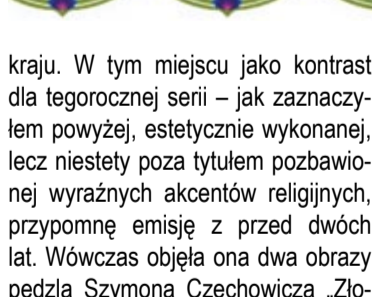 kraju. W tym miejscu jako kontrast
dla tegorocznej serii – jak zaznaczy-
łem powyżej, estetycznie wykonanej,
lecz niestety poza tytułem pozbawio-
nej wyraźnych akcentów religijnych,
przypomnę emisję z przed dwóch
lat. Wówczas objęła ona dwa obrazy
pędzla Szymona Czechowicza „Zło-